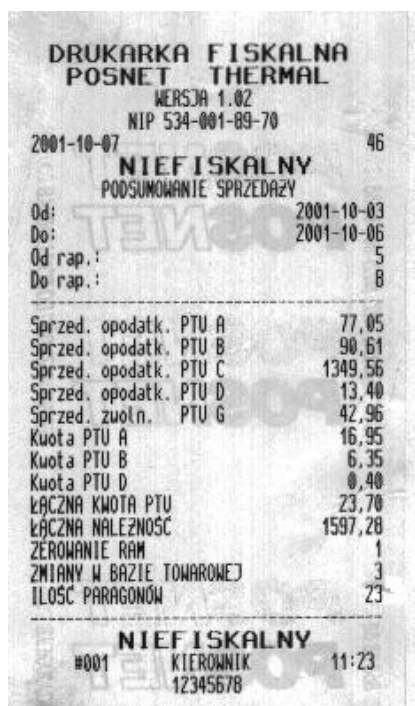 DRUKARKA FISKALNA
POSNET THERMAL
WERSJA 1.02
NIP 534-001-89-70
2001-10-07 46
NIEFISKALNY
PODSUMOWANIE SPRZEDAŻY
Od: 2001-10-03
Do: 2001-10-06
Od rap.: 5
Do rap.: 8
Sprzed. opodatk. PTU A 77,05
Sprzed. opodatk. PTU B 90,61
Sprzed. opodatk. PTU C 1349,56
Sprzed. opodatk. PTU D 13,40
Sprzed. zwoln. PTU G 42,96
Kwota PTU A 16,95
Kwota PTU B 6,35
Kwota PTU D 0,40
ŁĄCZNA KWOTA PTU 23,70
ŁĄCZNA NALEŻNOŚĆ 1597,28
ZEROWANIE RAM 1
ZMIANY W BAZIE TOWAROWEJ 3
ILOŚĆ PARAGONÓW 23
NIEFISKALNY
#001 KIEROWNIK 11:23
12345678